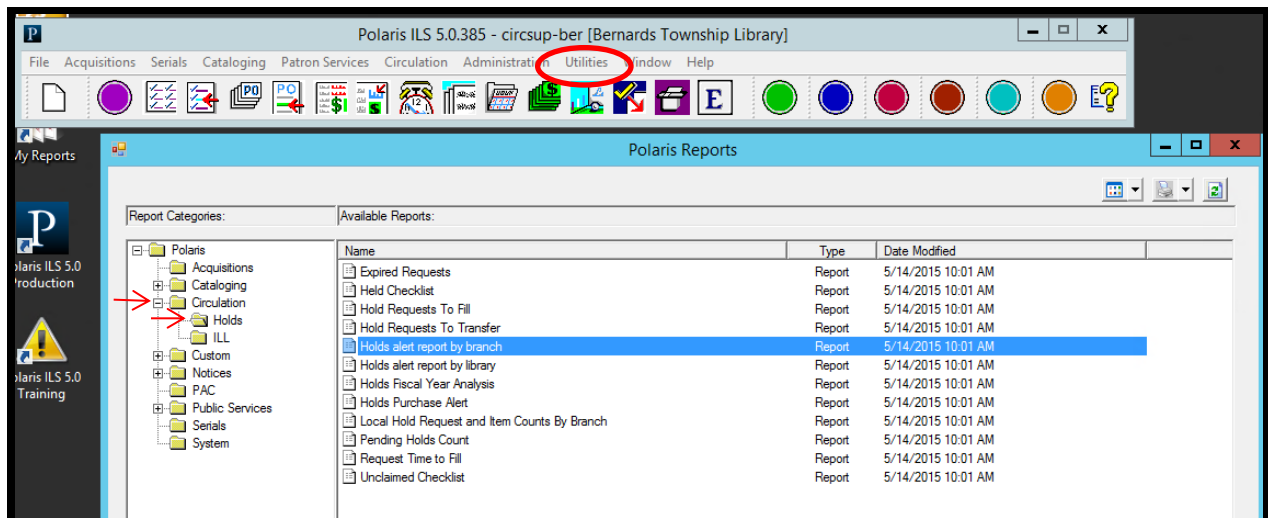 P
Polaris ILS 5.0.385 - circsup-ber [Bernards Township Library]
File Acquisitions Serials Cataloging Patron Services Circulation Administration Utilities Window Help
PO PO 12 E
My Reports
Polaris Reports
Report Categories: Available Reports:
P
olaris ILS 5.0
Production
olaris ILS 5.0
Training
Polaris
Acquisitions
Cataloging
Circulation
Holds
ILL
Custom
Notices
PAC
Public Services
Serials
System
Name Type Date Modified
Expired Requests Report 5/14/2015 10:01 AM
Held Checklist Report 5/14/2015 10:01 AM
Hold Requests To Fill Report 5/14/2015 10:01 AM
Hold Requests To Transfer Report 5/14/2015 10:01 AM
Holds alert report by branch Report 5/14/2015 10:01 AM
Holds alert report by library Report 5/14/2015 10:01 AM
Holds Fiscal Year Analysis Report 5/14/2015 10:01 AM
Holds Purchase Alert Report 5/14/2015 10:01 AM
Local Hold Request and Item Counts By Branch Report 5/14/2015 10:01 AM
Pending Holds Count Report 5/14/2015 10:01 AM
Request Time to Fill Report 5/14/2015 10:01 AM
Unclaimed Checklist Report 5/14/2015 10:01 AM